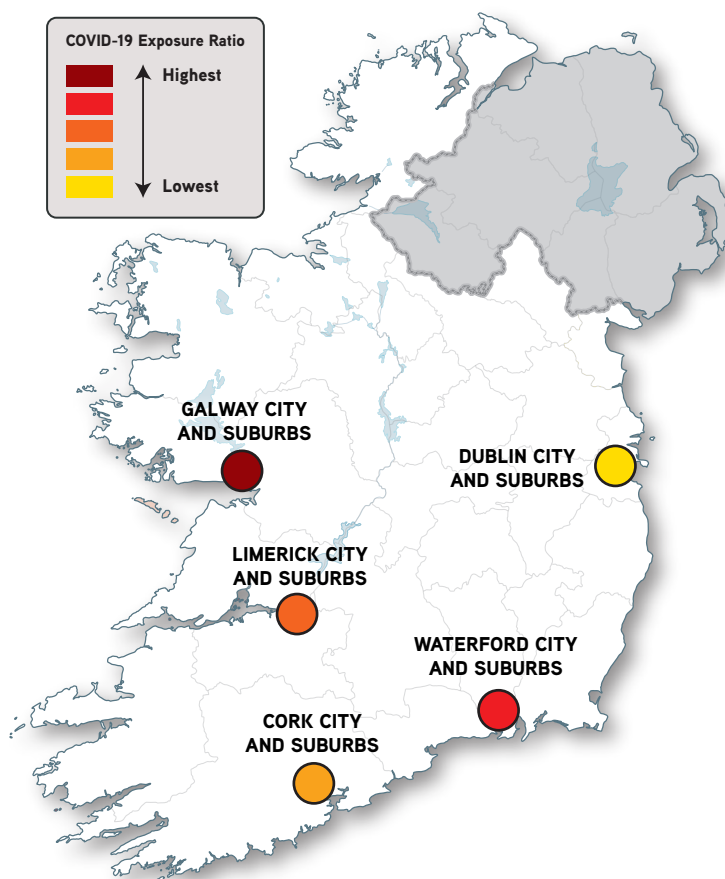 COVID-19 Exposure Ratio
Highest
Lowest
GALWAY CITY
AND SUBURBS
DUBLIN CITY
AND SUBURBS
LIMERICK CITY
AND SUBURBS
WATERFORD CITY
AND SUBURBS
CORK CITY
AND SUBURBS